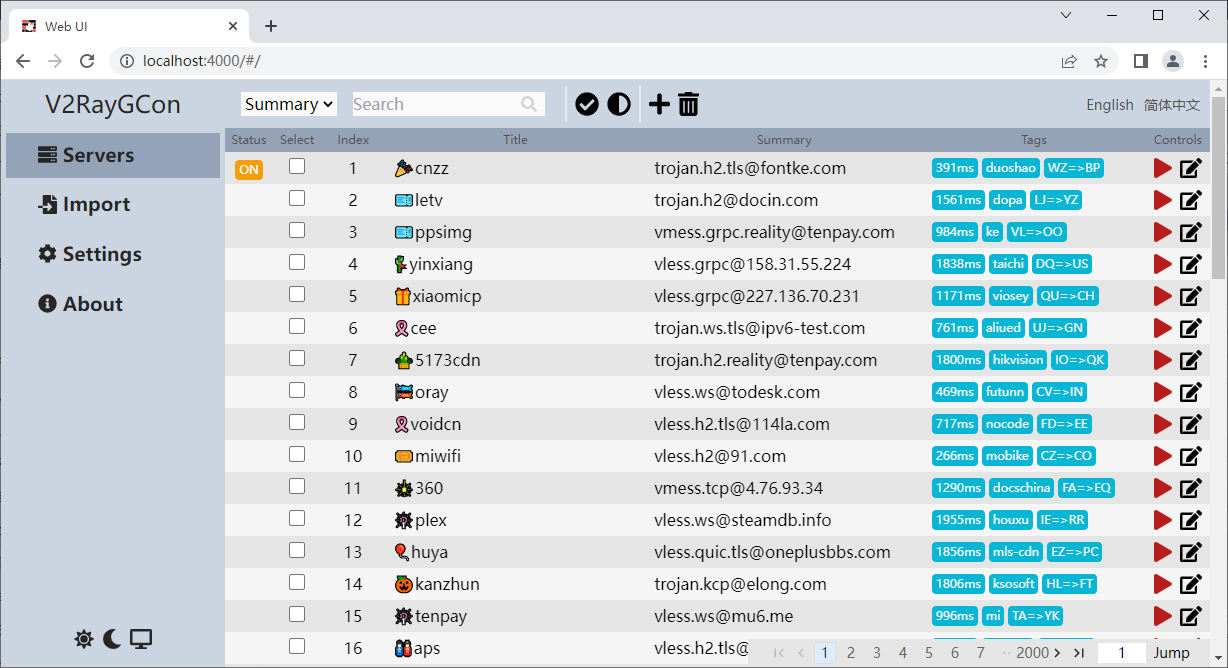 Web UI
localhost:4000/#/
V2RayGCon Summary Search English 简体中文
Servers
Import
Settings
About
Status Select Index Title Summary Tags Controls
ON 1 cnzz trojan.h2.tls@fontke.com 391ms duoshao WZ=>BP
2 letv trojan.h2@docin.com 1561ms dopa LJ=>YZ
3 ppsimg vmess.grpc.reality@tenpay.com 984ms ke VL=>OO
4 yinxiang vless.grpc@158.31.55.224 1838ms taichi DQ=>US
5 xiaomicp vless.grpc@227.136.70.231 1171ms viosey QU=>CH
6 cee trojan.ws.tls@ipv6-test.com 761ms aliued UJ=>GN
7 5173cdn trojan.h2.reality@tenpay.com 1800ms hikvision IO=>QK
8 oray vless.ws@todesk.com 469ms futunn CV=>IN
9 voidcn vless.h2.tls@114la.com 717ms nocode FD=>EE
10 miwifi vless.h2@91.com 266ms mobike CZ=>CO
11 360 vmess.tcp@4.76.93.34 1290ms docschina FA=>EQ
12 plex vless.ws@steamdb.info 1955ms houxu IE=>RR
13 huya vless.quic.tls@oneplusbbs.com 1856ms mls-cdn EZ=>PC
14 kanzhun trojan.kcp@elong.com 1806ms ksosoft HL=>FT
15 tenpay vless.ws@mu6.me 996ms mi TA=>YK
16 aps vless.h2.tls@
1 2 3 4 5 6 7 ·· 2000 1 Jump